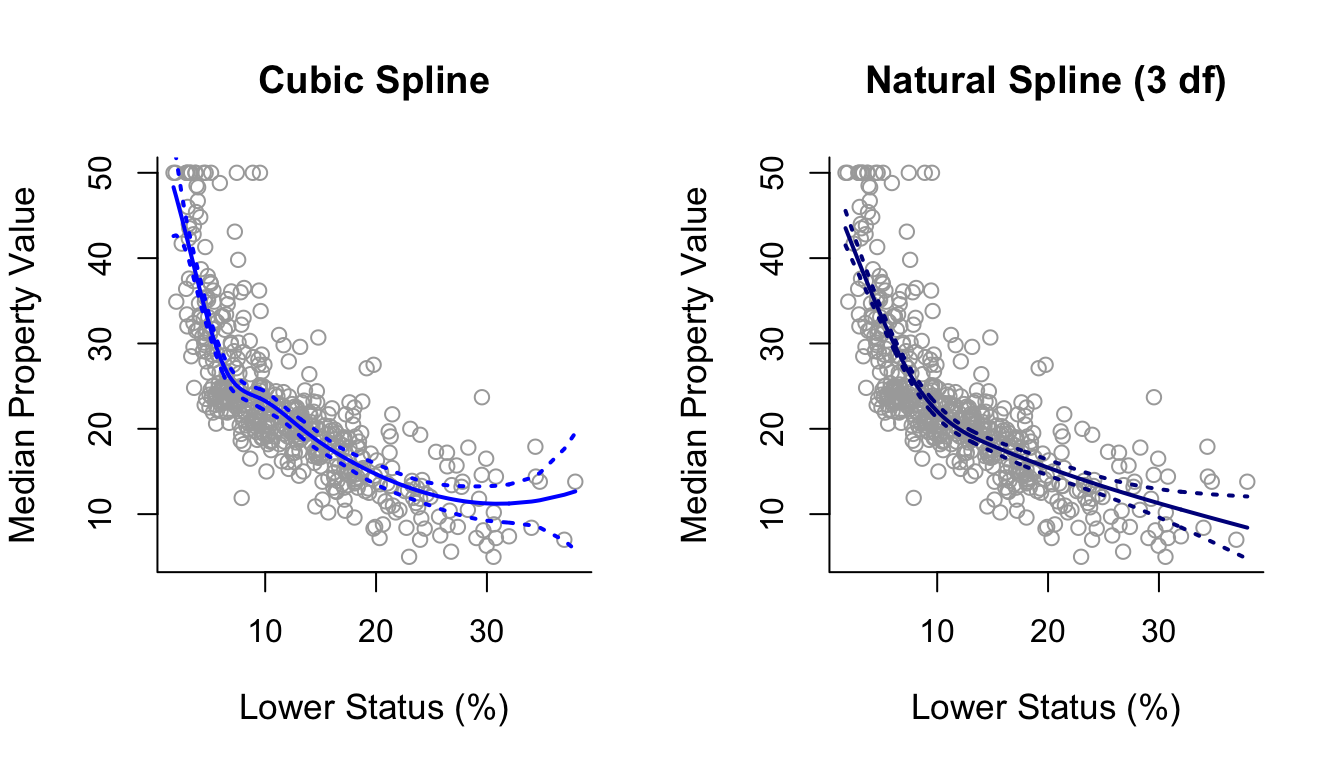 Cubic Spline
Median Property Value
50
40
30
20
10
10 20 30
Lower Status (%)
Natural Spline (3 df)
Median Property Value
50
40
30
20
10
10 20 30
Lower Status (%)